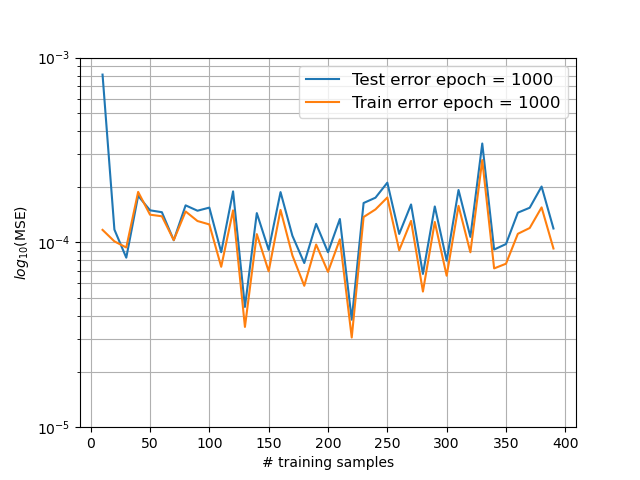 10⁻³
10⁻⁴
10⁻⁵
log₁₀(MSE)
Test error epoch = 1000
Train error epoch = 1000
0 50 100 150 200 250 300 350 400
# training samples